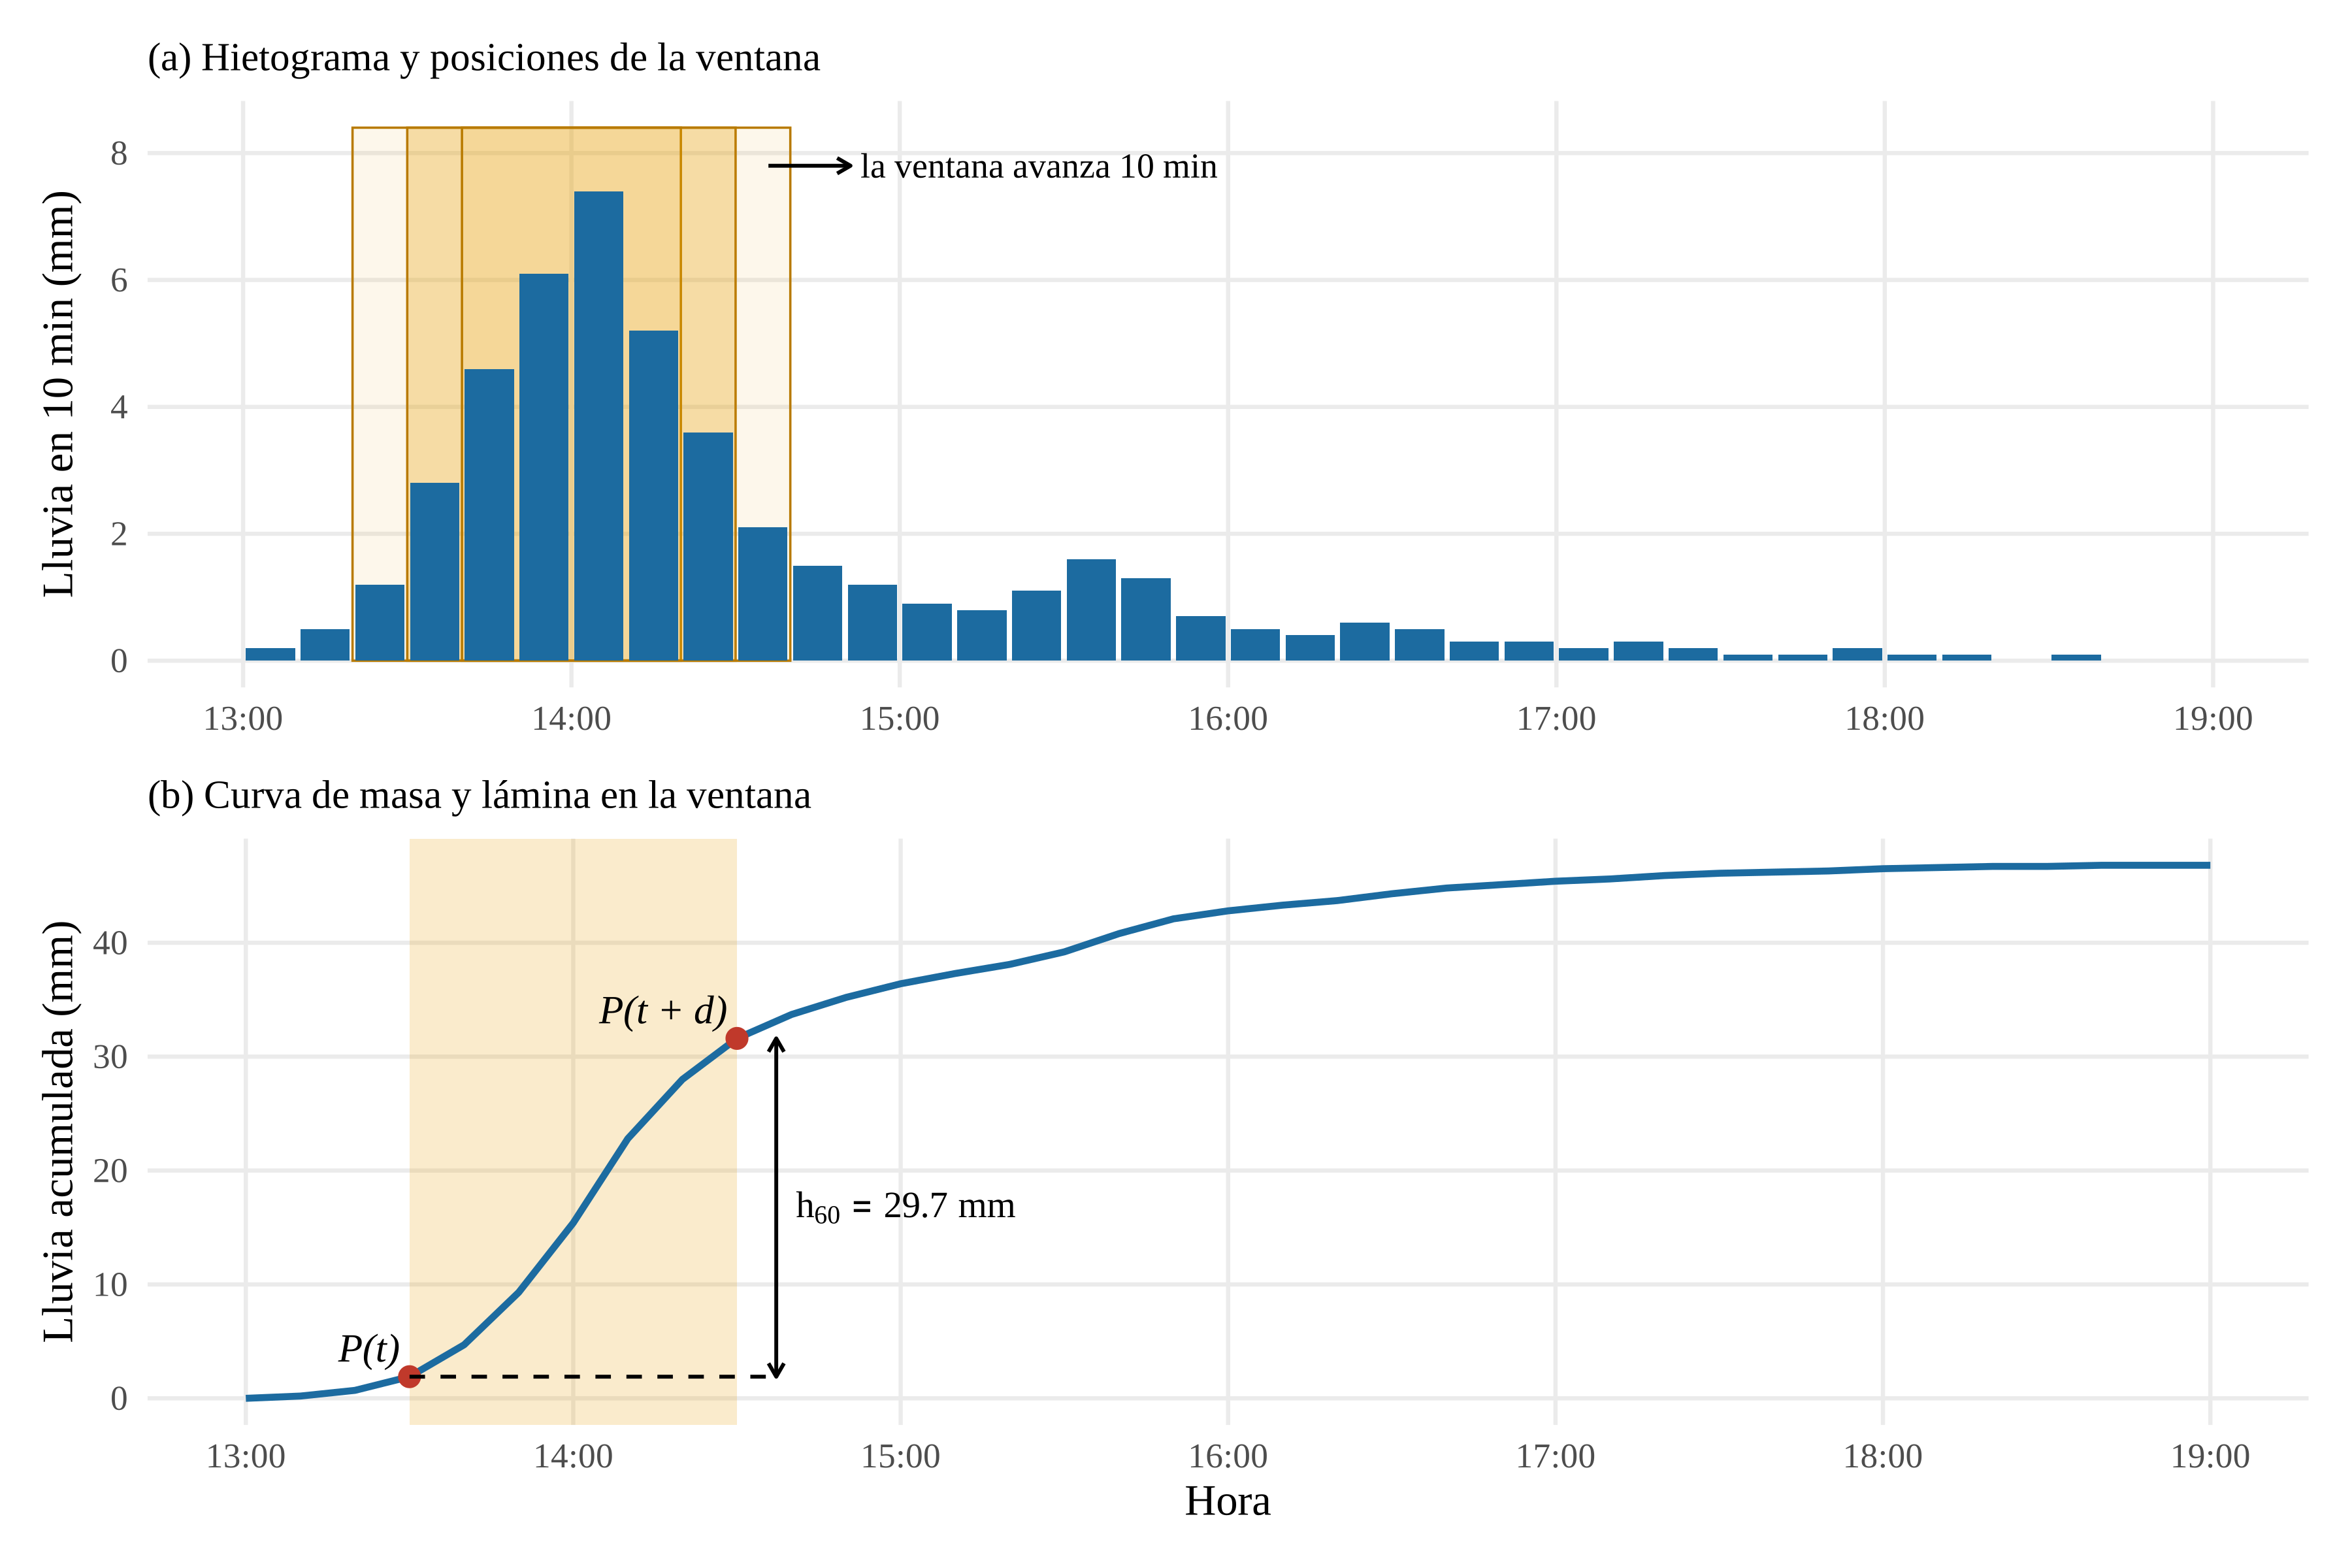 (a) Hietograma y posiciones de la ventana
Lluvia en 10 min (mm)
8
6
4
2
0
la ventana avanza 10 min
13:00 14:00 15:00 16:00 17:00 18:00 19:00
(b) Curva de masa y lámina en la ventana
Lluvia acumulada (mm)
40
30
20
10
0
P(t + d)
h60 = 29.7 mm
P(t)
13:00 14:00 15:00 16:00 17:00 18:00 19:00
Hora